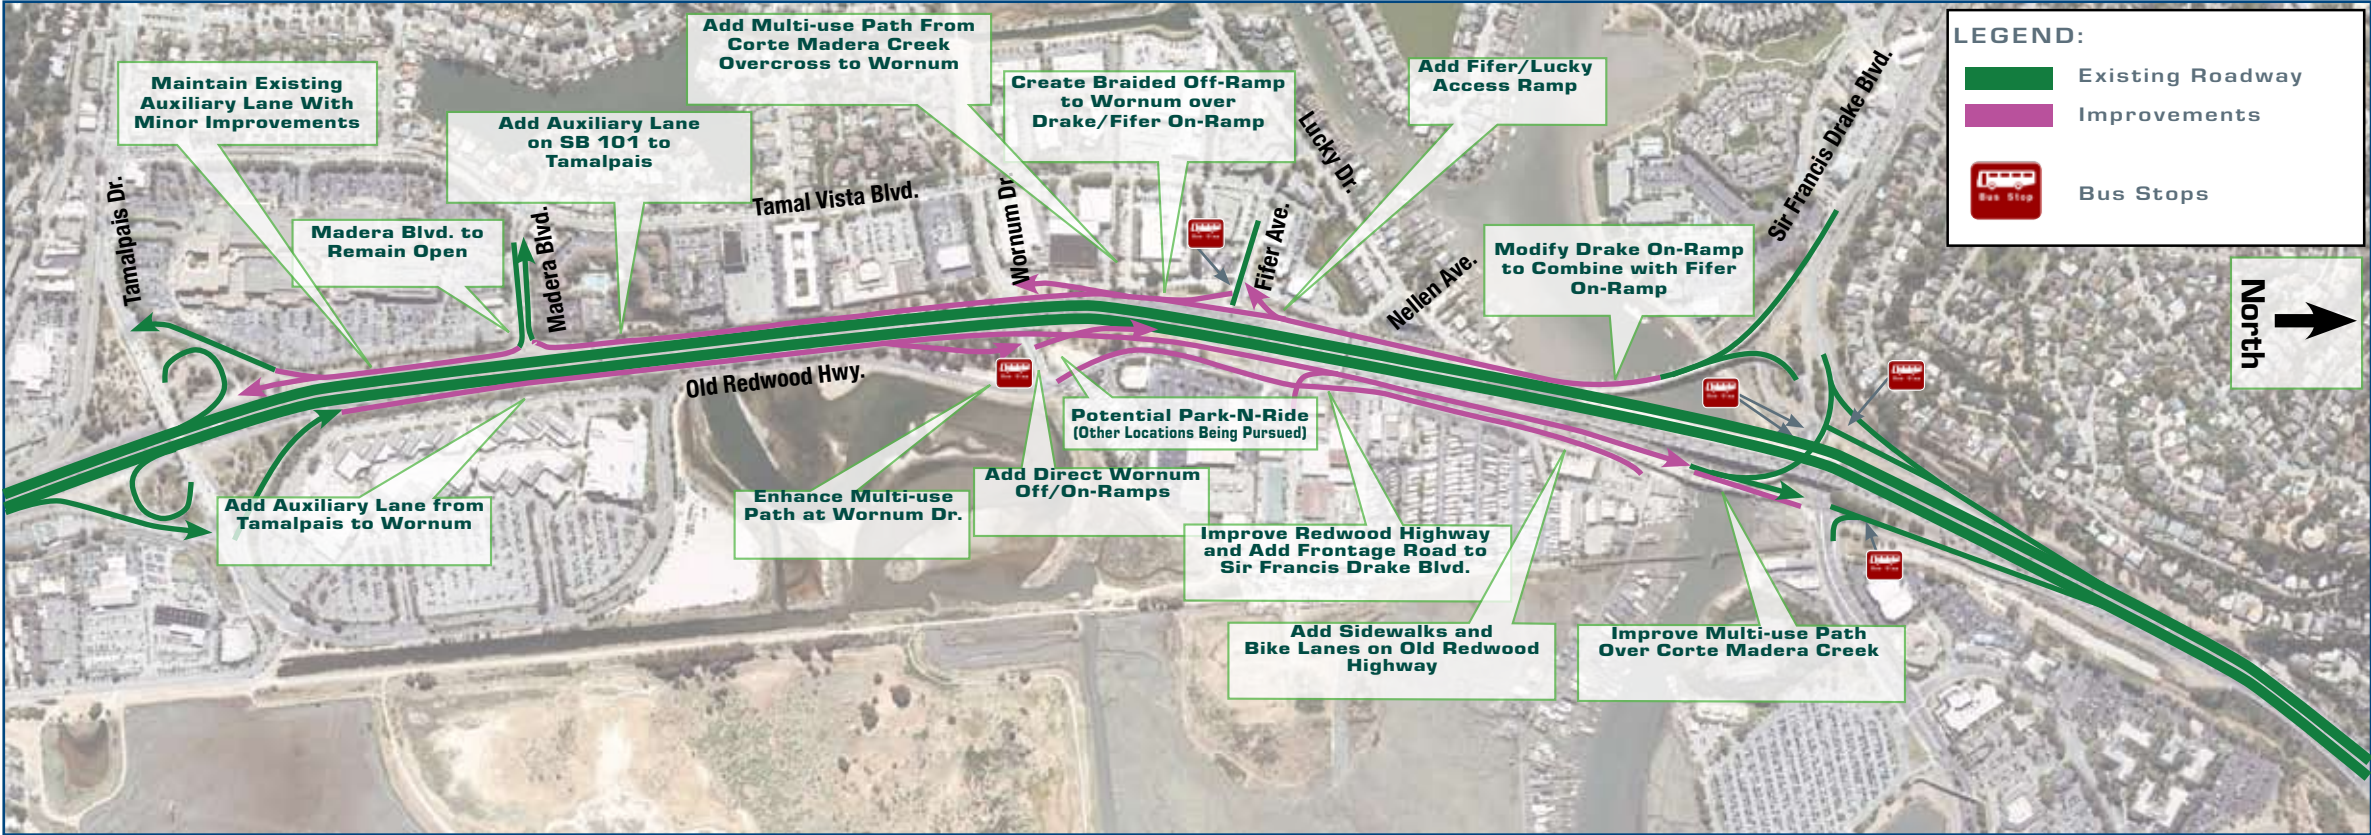 Add Multi-use Path From
Corte Madera Creek
Overcross to Wornum
Maintain Existing
Auxiliary Lane With
Minor Improvements
Add Auxiliary Lane
on SB 101 to
Tamalpais
Create Braided Off-Ramp
to Wornum over
Drake/Fifer On-Ramp
Add Fifer/Lucky
Access Ramp
LEGEND:
Existing Roadway
Improvements
Bus Stop
Bus Stops
Madera Blvd. to
Remain Open
Modify Drake On-Ramp
to Combine with Fifer
On-Ramp
Tamalpais Dr.
Madera Blvd.
Tamal Vista Blvd.
Wornum Dr.
Fifer Ave.
Lucky Dr.
Nellen Ave.
Sir Francis Drake Blvd.
North
Old Redwood Hwy.
Potential Park-N-Ride
(Other Locations Being Pursued)
Add Auxiliary Lane from
Tamalpais to Wornum
Enhance Multi-use
Path at Wornum Dr.
Add Direct Wornum
Off/On-Ramps
Improve Redwood Highway
and Add Frontage Road to
Sir Francis Drake Blvd.
Add Sidewalks and
Bike Lanes on Old Redwood
Highway
Improve Multi-use Path
Over Corte Madera Creek